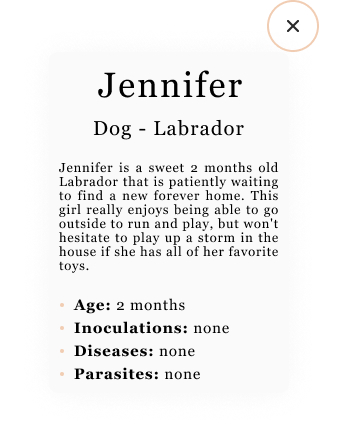 Jennifer
Dog - Labrador
Jennifer is a sweet 2 months old
Labrador that is patiently waiting
to find a new forever home. This
girl really enjoys being able to go
outside to run and play, but won't
hesitate to play up a storm in the
house if she has all of her favorite
toys.
• Age: 2 months
• Inoculations: none
• Diseases: none
• Parasites: none